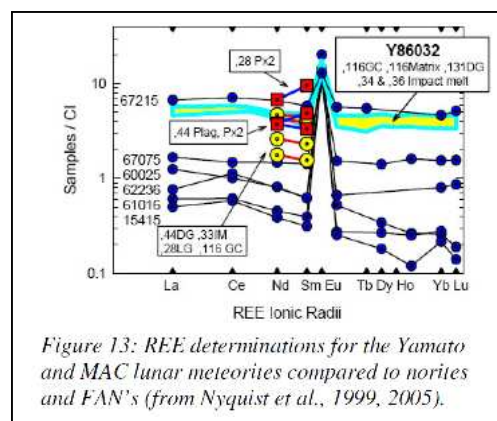 Y86032
,116GC, ,116Matrix, ,131DG
,34 & ,36 Impact melt
,28 Px2
10
67215
,44 Plag, Px2
67075
60025
1
62236
61016
15415
,44DG ,33IM
,28LG ,116 GC
0.1
La Ce Nd Sm Eu Tb Dy Ho Yb Lu
REE Ionic Radii
Samples / CI
Figure 13: REE determinations for the Yamato
and MAC lunar meteorites compared to norites
and FAN's (from Nyquist et al., 1999, 2005).